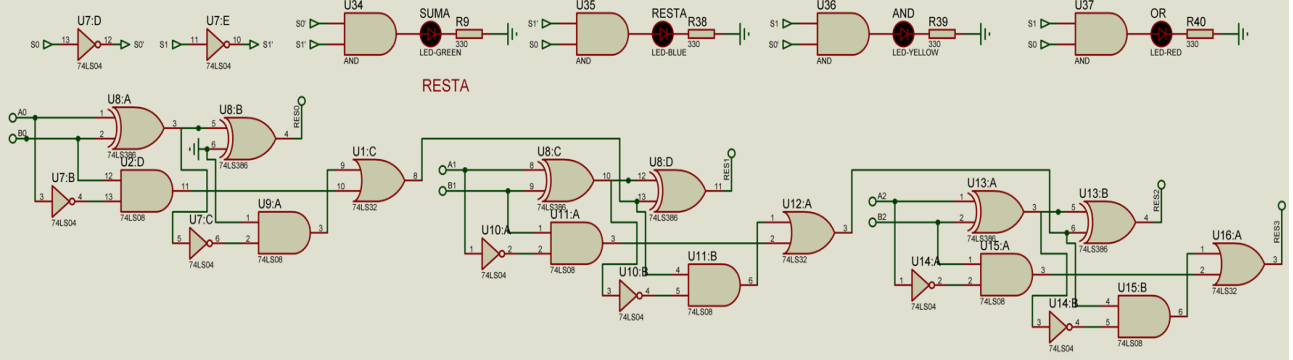 U7:D
S0 13 12 S0'
74LS04
U7:E
S1 11 10 S1'
74LS04
U34
S0'
S1'
AND
SUMA
LED-GREEN
R9
330
U35
S1'
S0
AND
RESTA
LED-BLUE
R38
330
U36
S1
S0'
AND
AND
LED-YELLOW
R39
330
U37
S1
S0
AND
OR
LED-RED
R40
330
RESTA
A0
B0
U8:A
1
2
3
74LS386
U8:B
5
6
4
74LS386
RES0
U2:D
12
13
11
74LS08
U7:B
3 4
74LS04
U7:C
5 6
74LS04
U9:A
1
2
3
74LS08
U1:C
9
10
8
74LS32
A1
B1
U8:C
8
9
10
74LS386
U8:D
12
13
11
74LS386
RES1
U11:A
1
2
3
74LS08
U10:A
1 2
74LS04
U10:B
3 4
74LS04
U11:B
4
5
6
74LS08
U12:A
1
2
3
74LS32
A2
B2
U13:A
1
2
3
74LS386
U13:B
5
6
4
74LS386
RES2
U15:A
1
2
3
74LS08
U14:A
1 2
74LS04
U14:B
3 4
74LS04
U15:B
4
5
6
74LS08
U16:A
1
2
3
74LS32
RES3